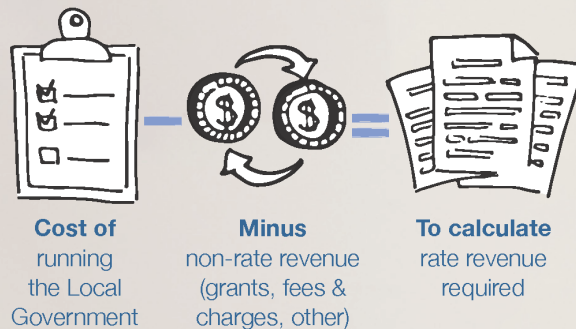 Cost of
running
the Local
Government
Minus
non-rate revenue
(grants, fees &
charges, other)
To calculate
rate revenue
required